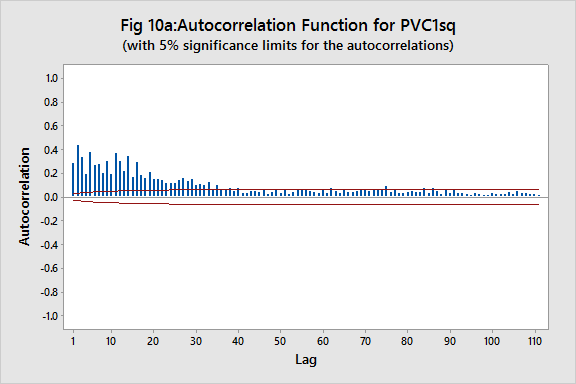 Fig 10a:Autocorrelation Function for PVC1sq
(with 5% significance limits for the autocorrelations)
Autocorrelation
1.0
0.8
0.6
0.4
0.2
0.0
-0.2
-0.4
-0.6
-0.8
-1.0
1 10 20 30 40 50 60 70 80 90 100 110
Lag